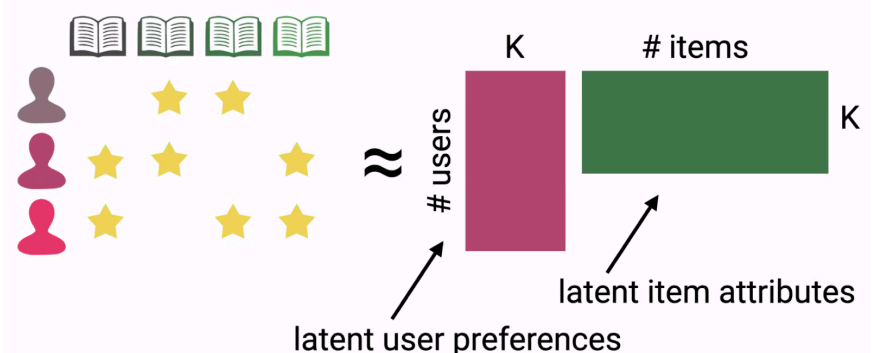 K
# items
# users
≈
K
latent item attributes
latent user preferences